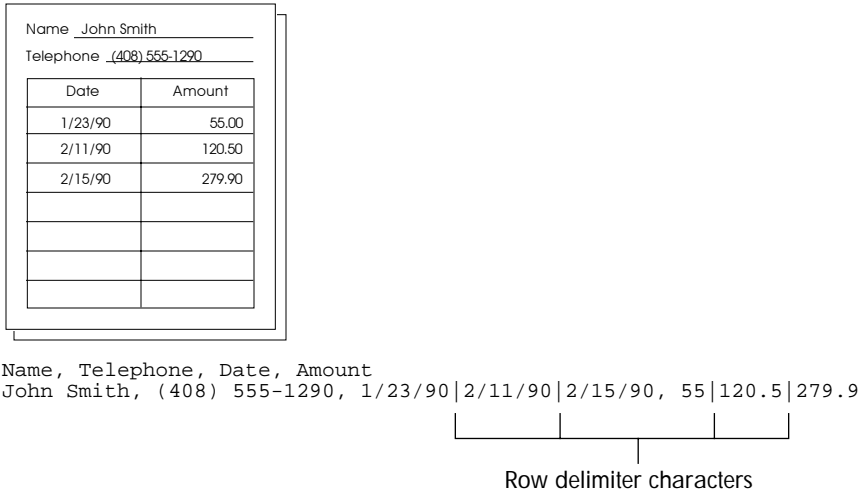 Name John Smith
Telephone (408) 555-1290
Date Amount
1/23/90 55.00
2/11/90 120.50
2/15/90 279.90
Name, Telephone, Date, Amount
John Smith, (408) 555-1290, 1/23/90|2/11/90|2/15/90, 55|120.5|279.9
Row delimiter characters